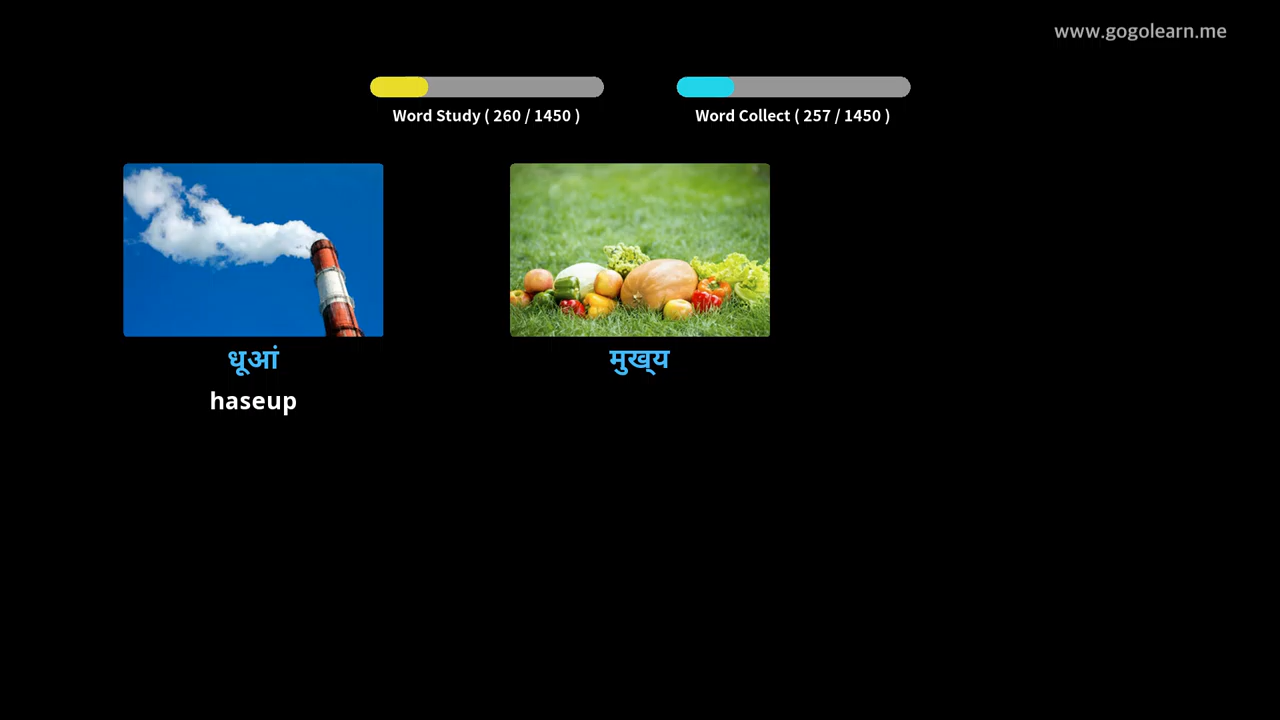 www.gogolearn.me
Word Study ( 260 / 1450 )
Word Collect ( 257 / 1450 )
धूआं
मुख्य
haseup